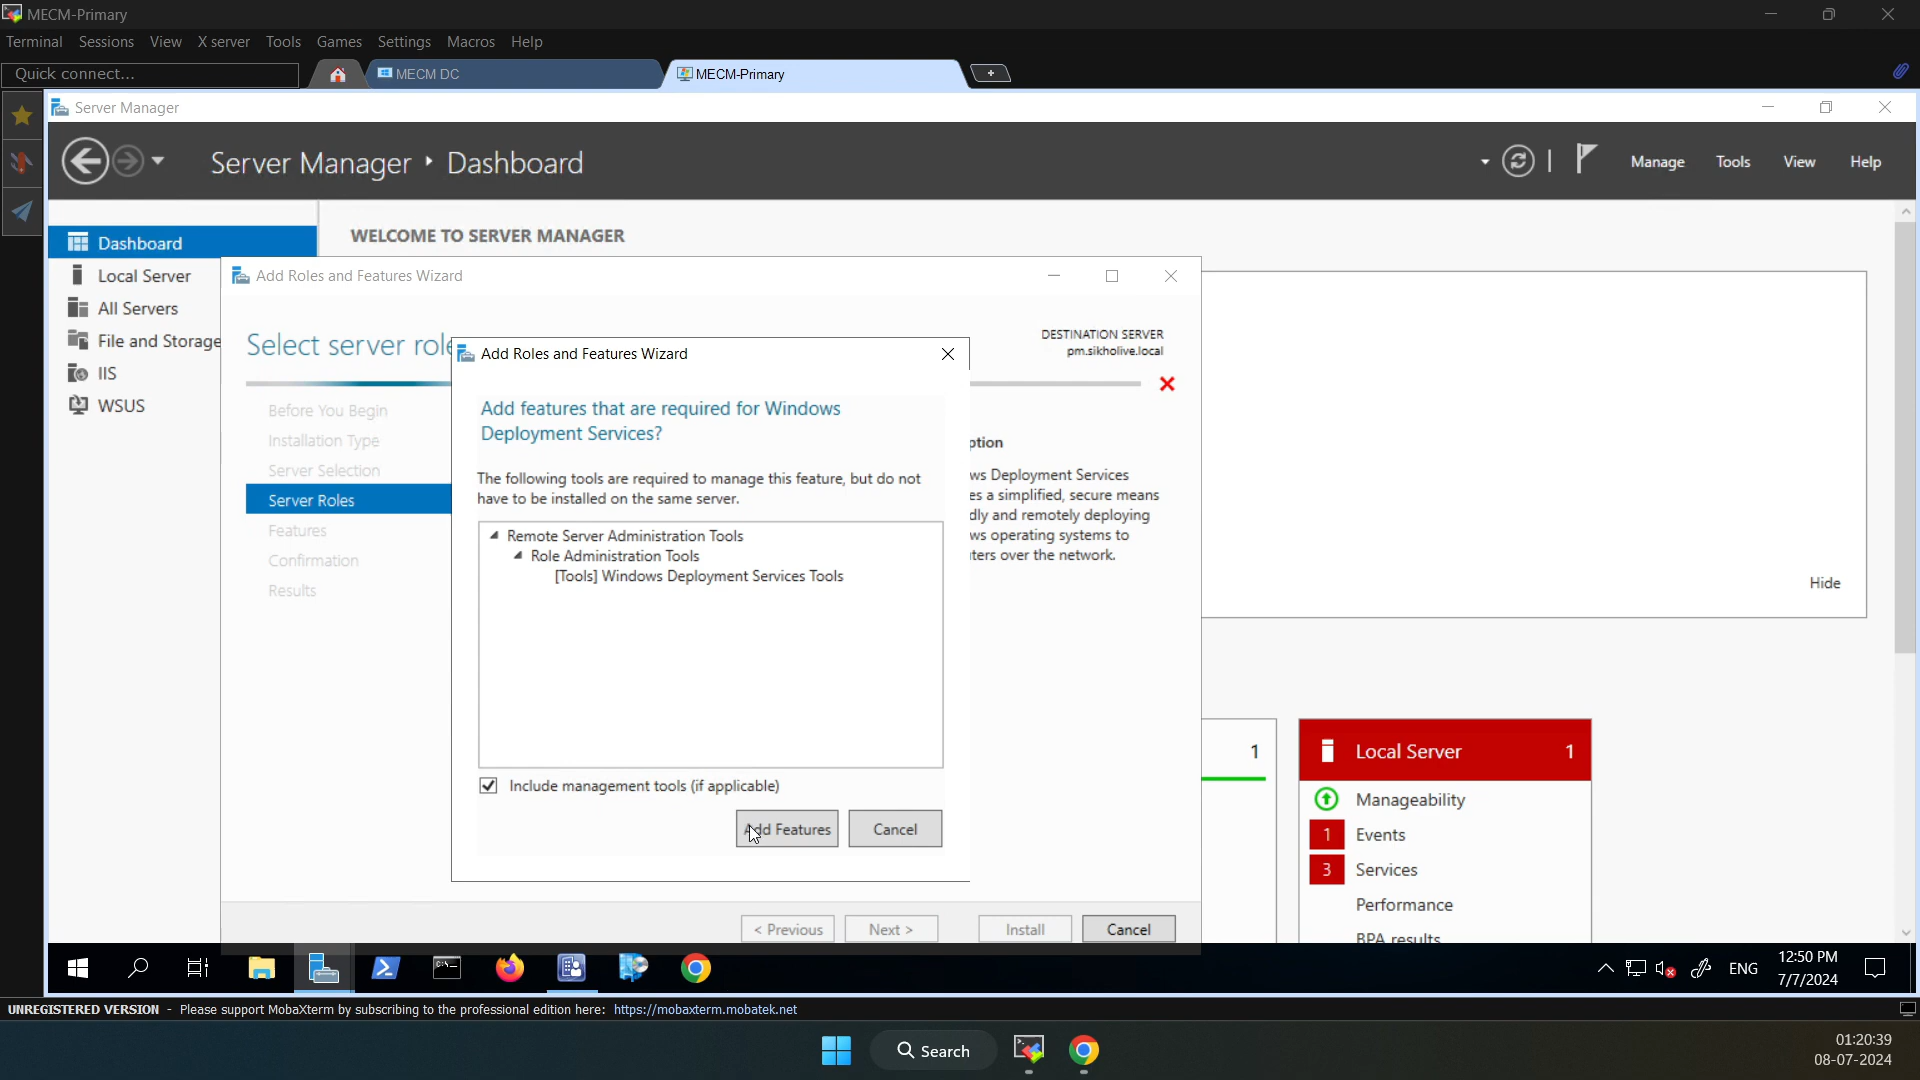 MECM-Primary
Terminal Sessions View X server Tools Games Settings Macros Help
Quick connect...
MECM DC
MECM-Primary
Server Manager
Server Manager
Dashboard
Manage
Tools
View
Help
Dashboard
Local Server
All Servers
File and Storage
IIS
WSUS
WELCOME TO SERVER MANAGER
Add Roles and Features Wizard
DESTINATION SERVER
pm.sikholive.local
Select server role
Before You Begin
Installation Type
Server Selection
Server Roles
Features
Confirmation
Results
Add Roles and Features Wizard
Add features that are required for Windows
Deployment Services?
The following tools are required to manage this feature, but do not
have to be installed on the same server.
Remote Server Administration Tools
Role Administration Tools
[Tools] Windows Deployment Services Tools
Include management tools (if applicable)
Add Features
Cancel
ption
ws Deployment Services
es a simplified, secure means
dly and remotely deploying
ws operating systems to
ters over the network.
< Previous
Next >
Install
Cancel
Hide
1
Local Server 1
Manageability
1 Events
3 Services
Performance
BPA results
ENG
12:50 PM
7/7/2024
UNREGISTERED VERSION - Please support MobaXterm by subscribing to the professional edition here: https://mobaxterm.mobatek.net
Search
01:20:39
08-07-2024